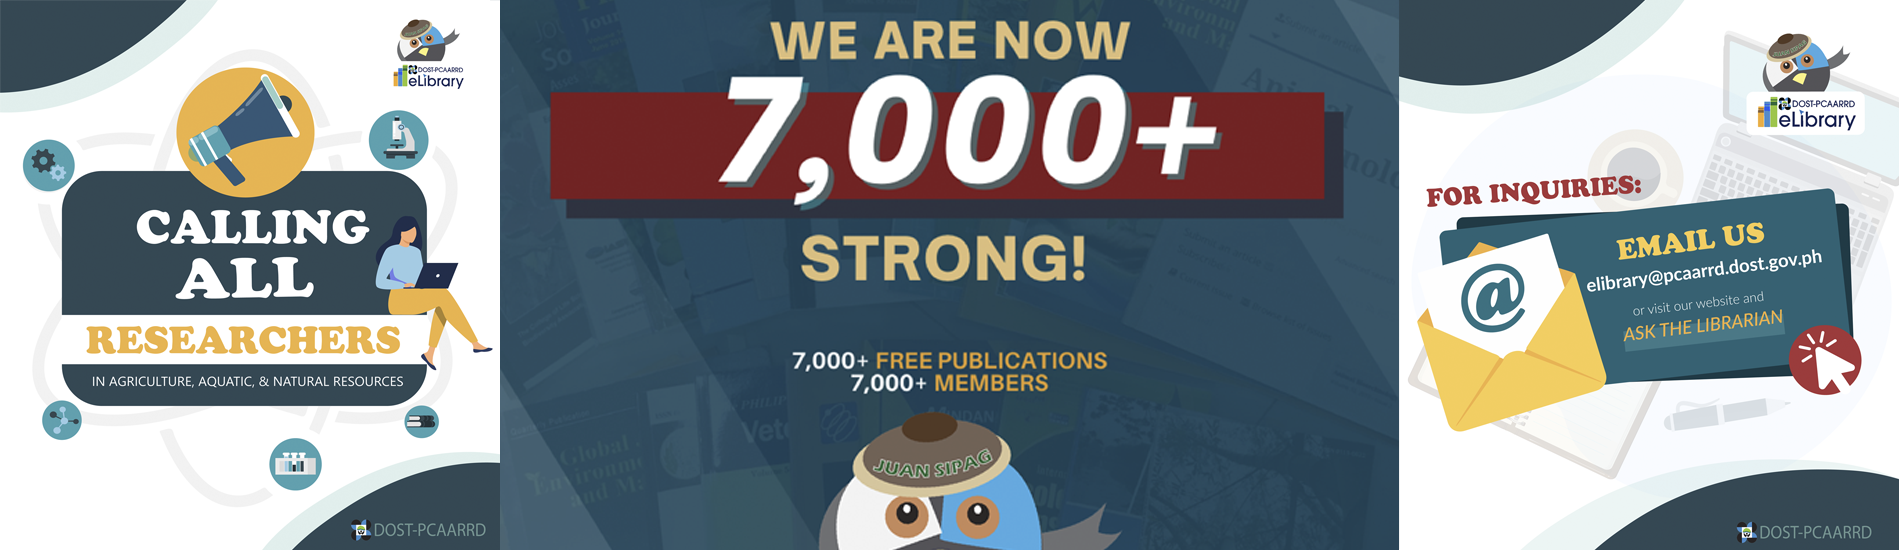 DOST-PCAARRD
eLibrary
CALLING
ALL
RESEARCHERS
IN AGRICULTURE, AQUATIC, & NATURAL RESOURCES
DOST-PCAARRD
WE ARE NOW
7,000+
STRONG!
7,000+ FREE PUBLICATIONS
7,000+ MEMBERS
JUAN SIPAG
DOST-PCAARRD
eLibrary
FOR INQUIRIES:
@
EMAIL US
elibrary@pcaarrd.dost.gov.ph
or visit our website and
ASK THE LIBRARIAN
DOST-PCAARRD